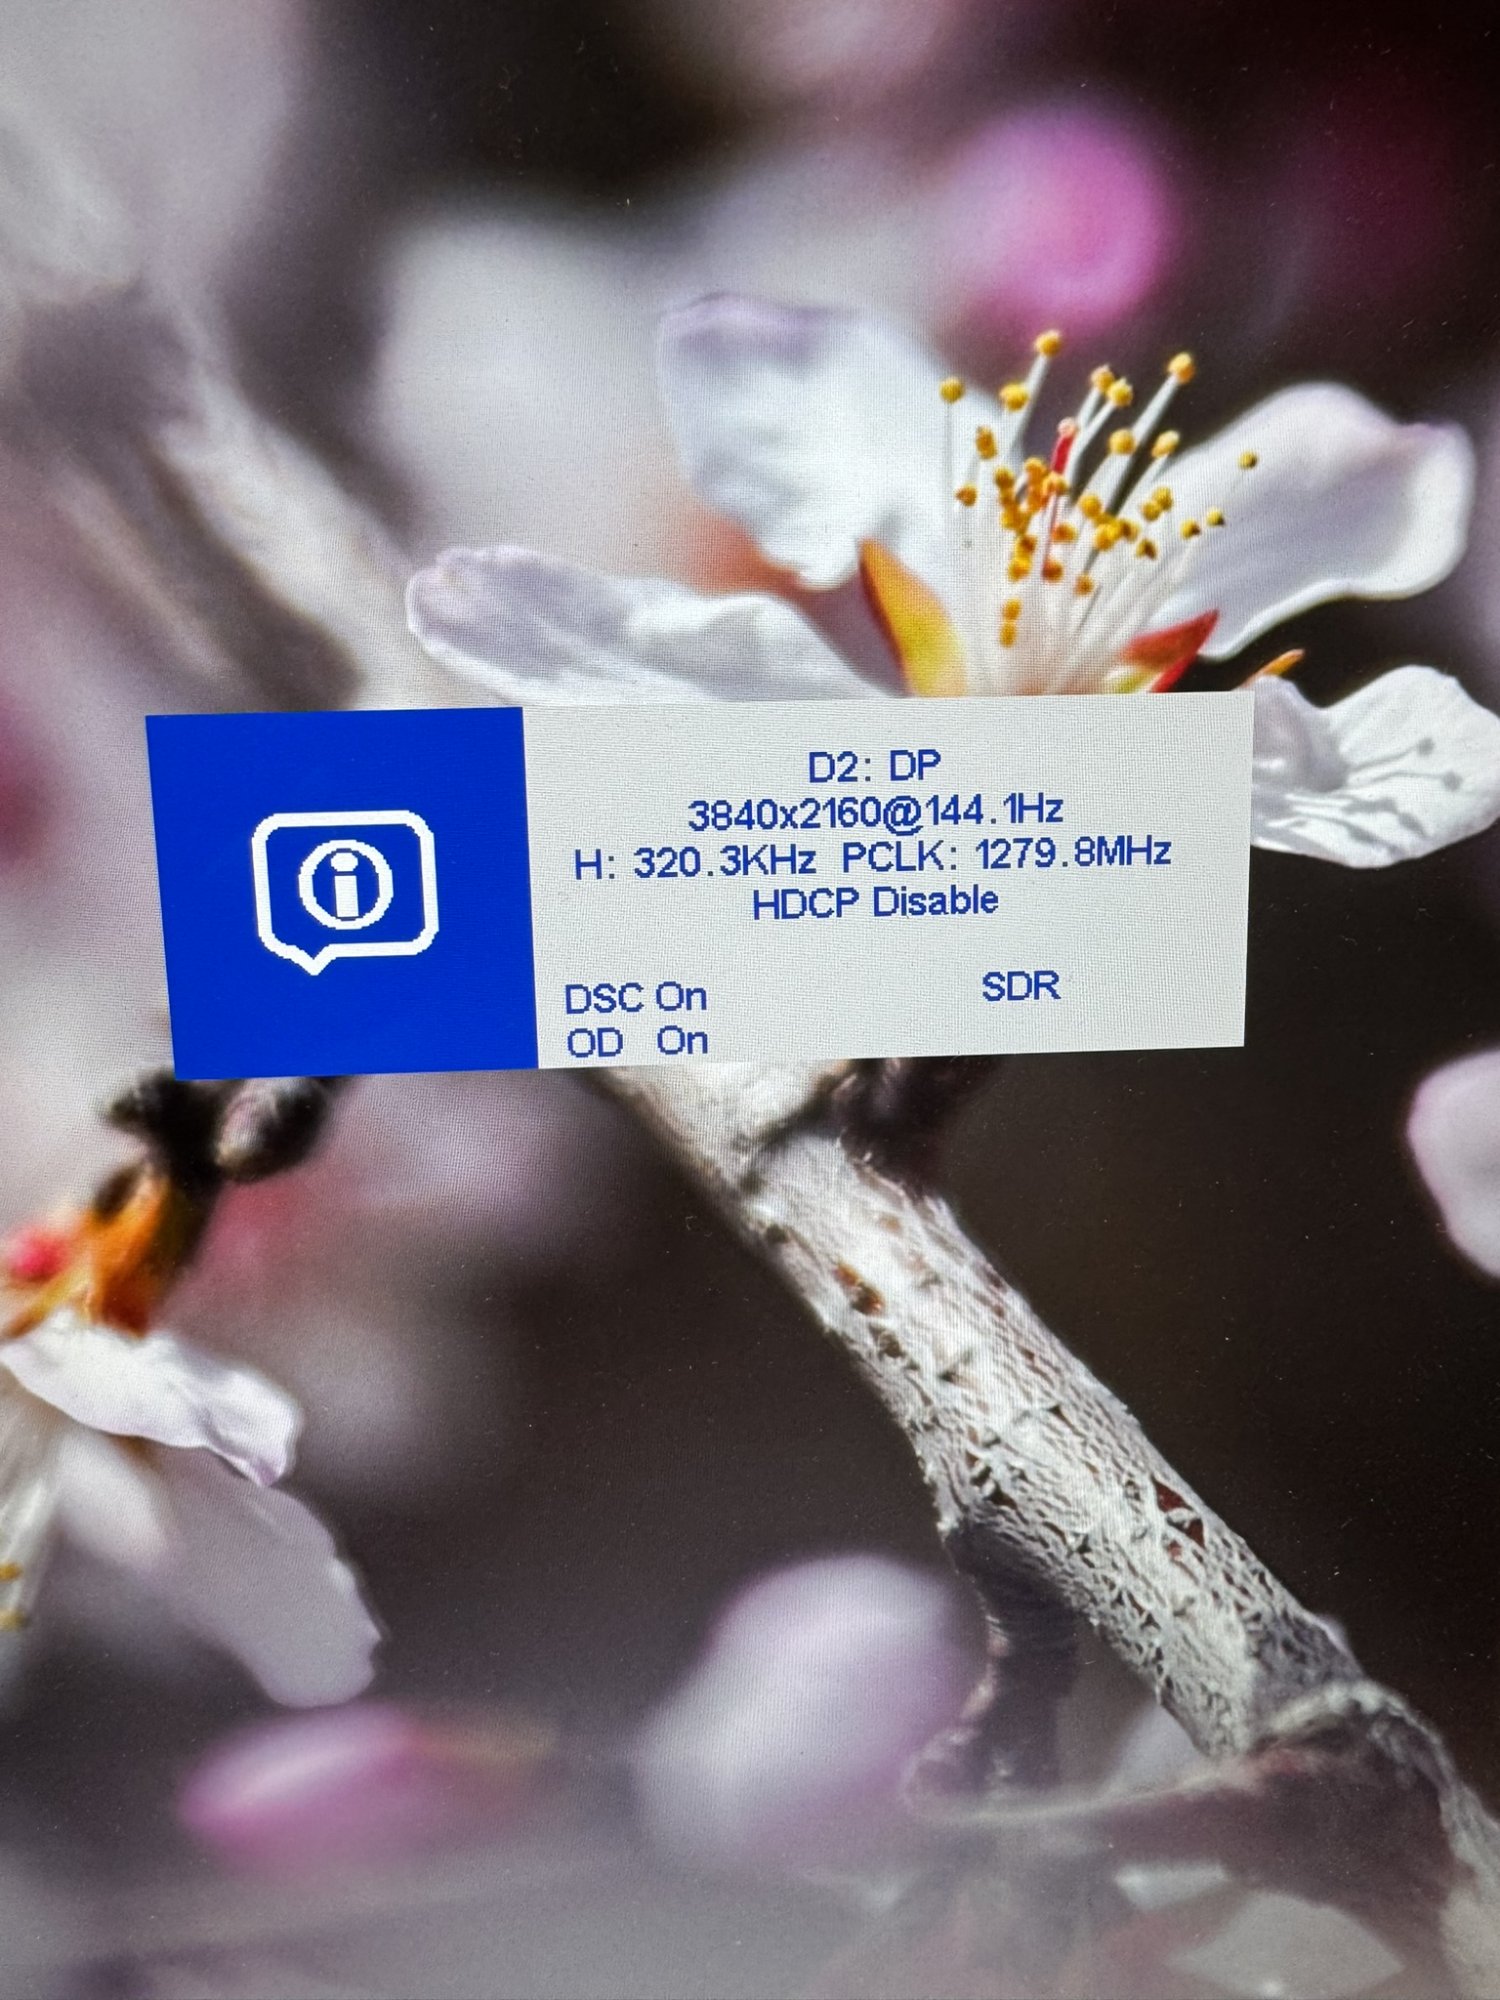 D2: DP
3840x2160@144.1Hz
H: 320.3KHz PCLK: 1279.8MHz
HDCP Disable
DSC On SDR
OD On